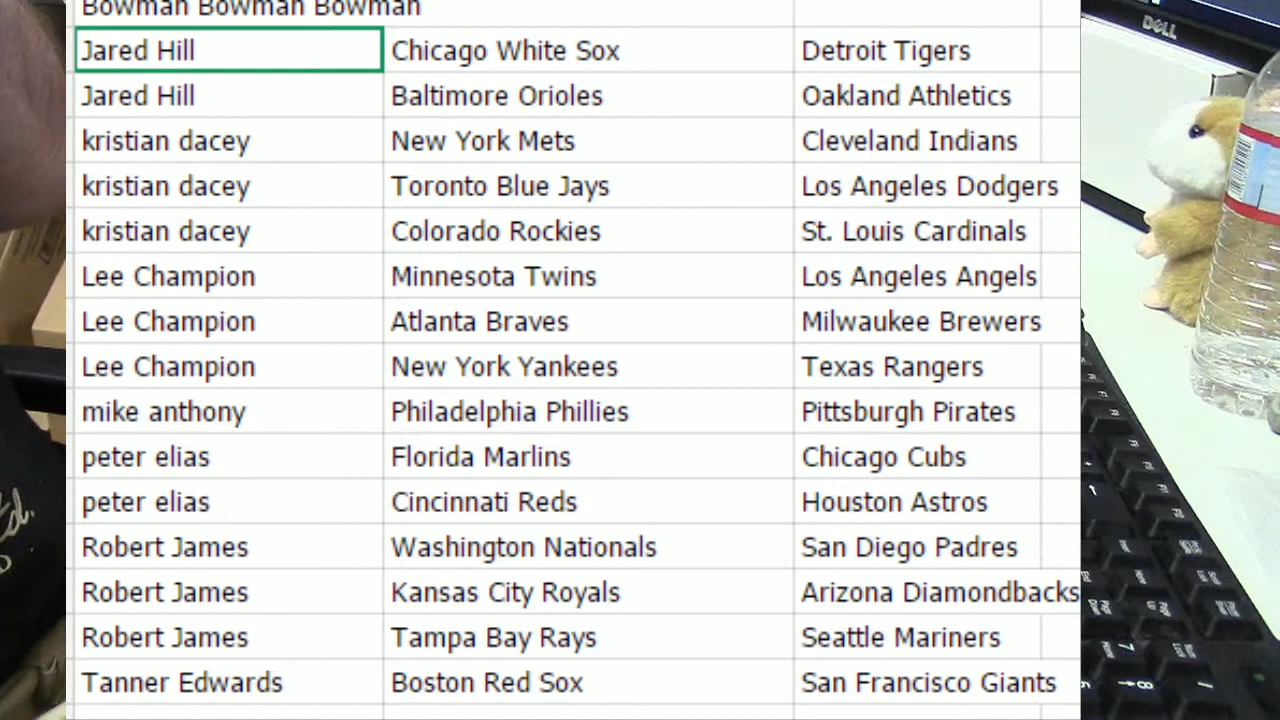 Bowman Bowman Bowman
Jared Hill Chicago White Sox Detroit Tigers
Jared Hill Baltimore Orioles Oakland Athletics
kristian dacey New York Mets Cleveland Indians
kristian dacey Toronto Blue Jays Los Angeles Dodgers
kristian dacey Colorado Rockies St. Louis Cardinals
Lee Champion Minnesota Twins Los Angeles Angels
Lee Champion Atlanta Braves Milwaukee Brewers
Lee Champion New York Yankees Texas Rangers
mike anthony Philadelphia Phillies Pittsburgh Pirates
peter elias Florida Marlins Chicago Cubs
peter elias Cincinnati Reds Houston Astros
Robert James Washington Nationals San Diego Padres
Robert James Kansas City Royals Arizona Diamondbacks
Robert James Tampa Bay Rays Seattle Mariners
Tanner Edwards Boston Red Sox San Francisco Giants
DELL